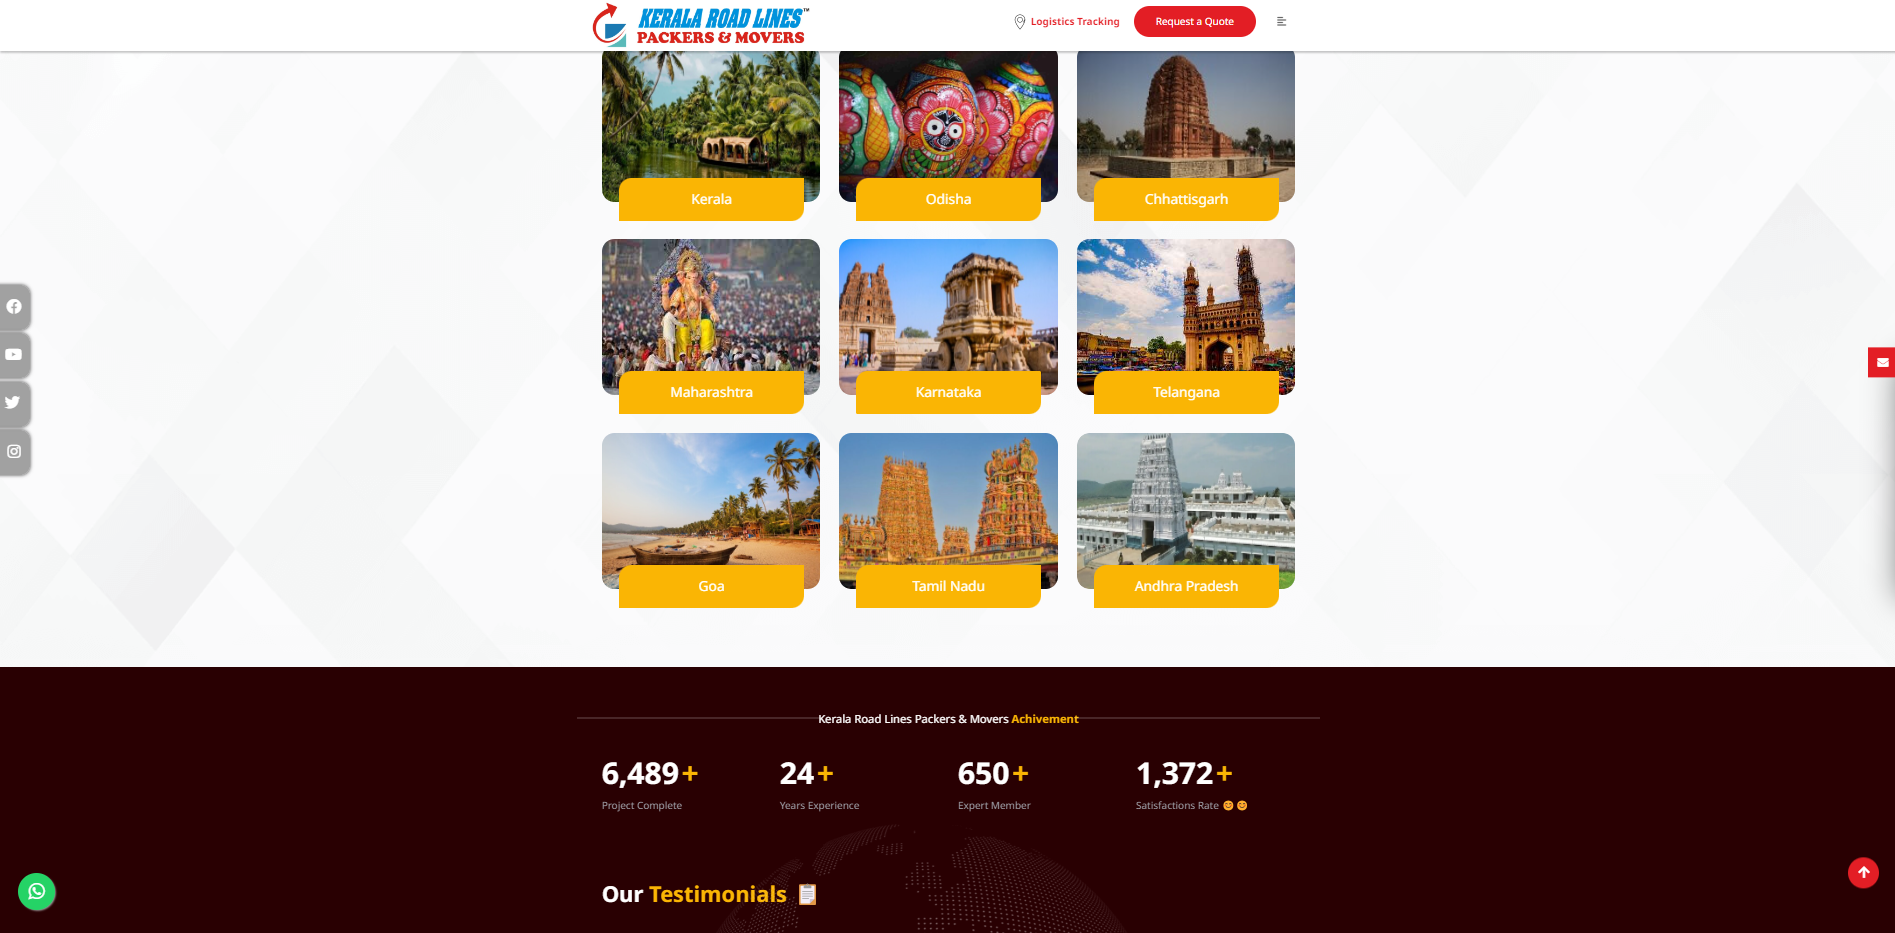 KERALA ROAD LINES™
PACKERS & MOVERS
Logistics Tracking
Request a Quote
Kerala
Odisha
Chhattisgarh
Maharashtra
Karnataka
Telangana
Goa
Tamil Nadu
Andhra Pradesh
Kerala Road Lines Packers & Movers Achivement
6,489+
Project Complete
24+
Years Experience
650+
Expert Member
1,372+
Satisfactions Rate 😊😊
Our Testimonials 📋